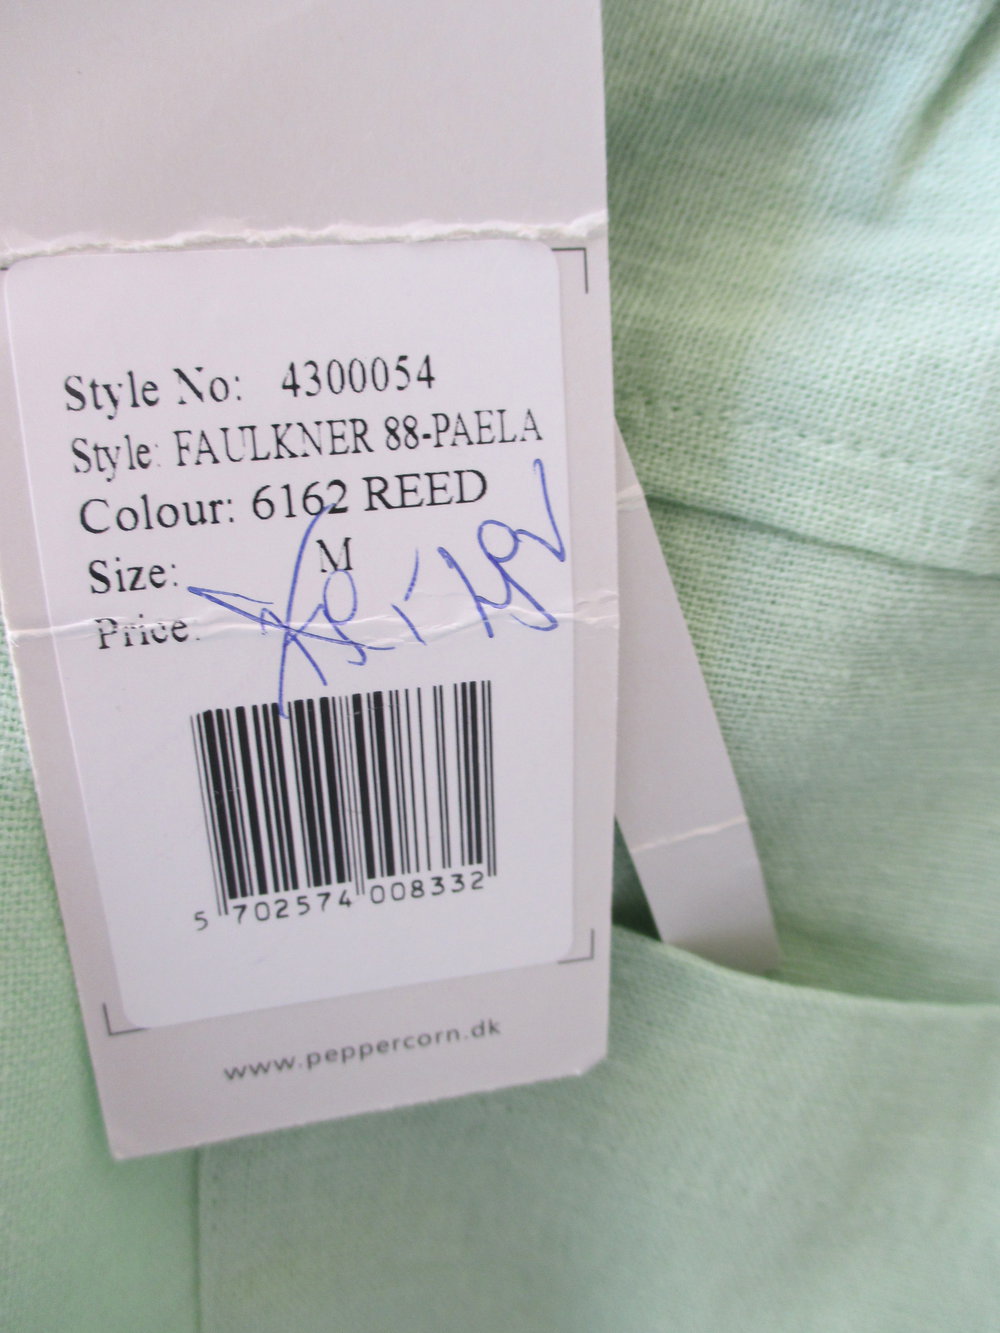 Style No: 4300054
Style: FAULKNER 88-PAELA
Colour: 6162 REED
Size: M
Price:
5 702574 008332
www.peppercorn.dk